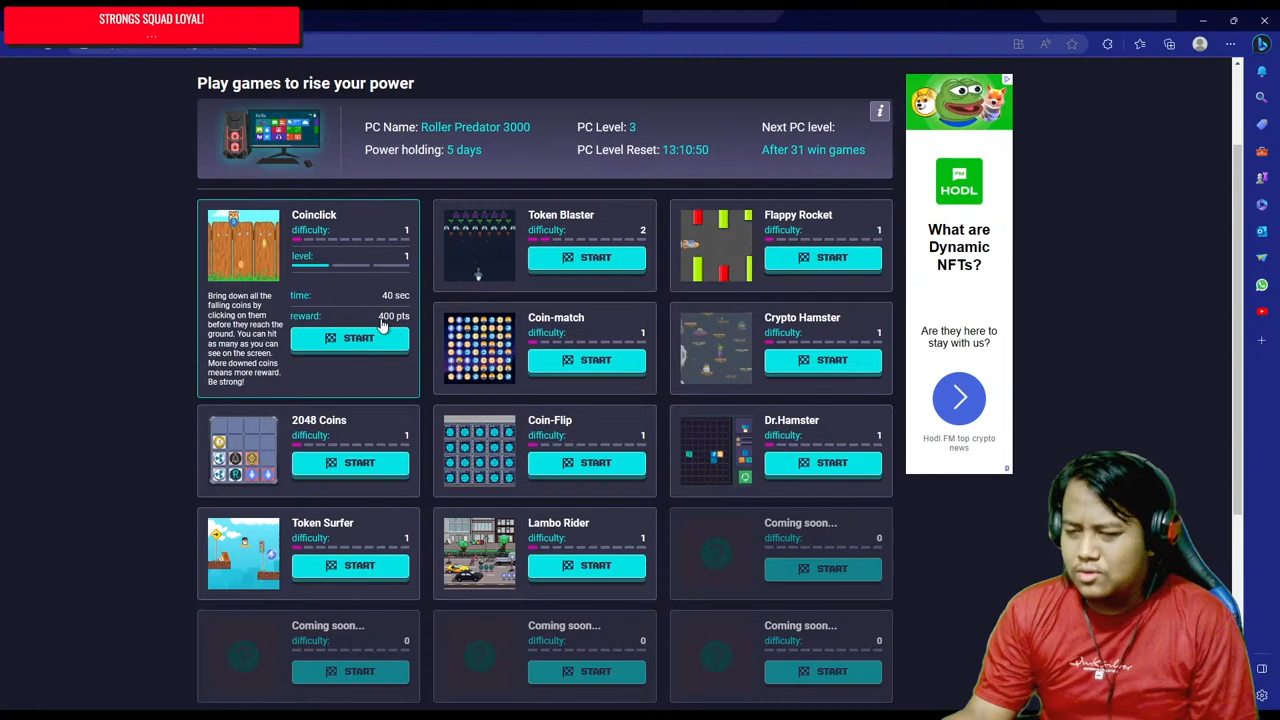 STRONGS SQUAD LOYAL!
...
Play games to rise your power
PC Name: Roller Predator 3000
Power holding: 5 days
PC Level: 3
PC Level Reset: 13:10:50
Next PC level:
After 31 win games
Coinclick
difficulty: 1
level: 1
time: 40 sec
reward: 400 pts
START
Bring down all the
falling coins by
clicking on them
before they reach the
ground. You can hit
as many as you can
see on the screen.
More downed coins
means more reward.
Be strong!
Token Blaster
difficulty: 2
START
Flappy Rocket
difficulty: 1
START
Coin-match
difficulty: 1
START
Crypto Hamster
difficulty: 1
START
2048 Coins
difficulty: 1
START
Coin-Flip
difficulty: 1
START
Dr.Hamster
difficulty: 1
START
Token Surfer
difficulty: 1
START
Lambo Rider
difficulty: 1
START
Coming soon...
difficulty: 0
START
Coming soon...
difficulty: 0
START
Coming soon...
difficulty: 0
START
Coming soon...
difficulty: 0
START
HODL
What are
Dynamic
NFTs?
Are they here to
stay with us?
Hodl.FM top crypto
news